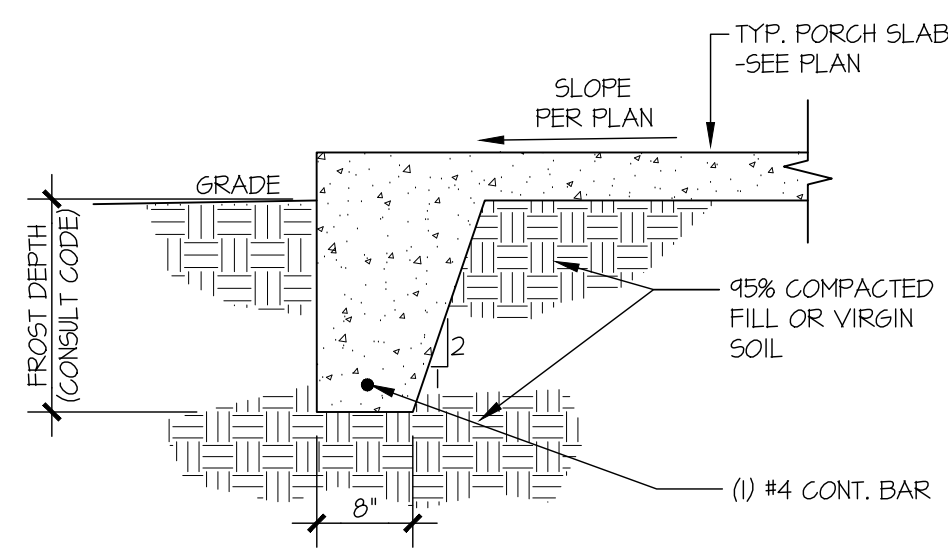 TYP. PORCH SLAB
-SEE PLAN
SLOPE
PER PLAN
GRADE
FROST DEPTH
(CONSULT CODE)
95% COMPACTED
FILL OR VIRGIN
SOIL
2
1
(1) #4 CONT. BAR
8"